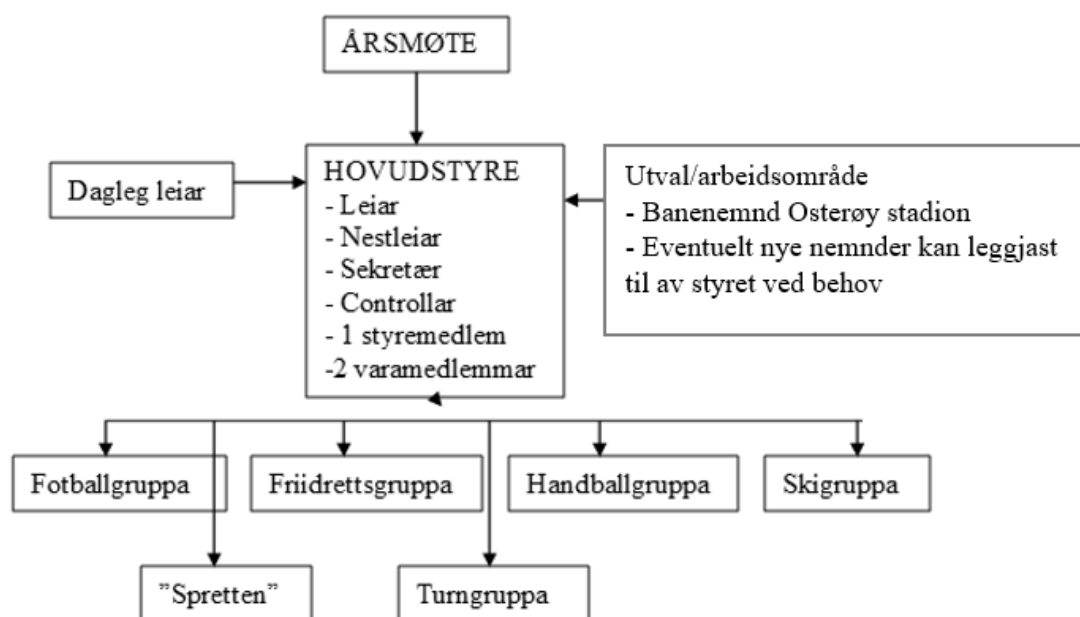 ÅRSMØTE
Dagleg leiar
HOVUDSTYRE
- Leiar
- Nestleiar
- Sekretær
- Controllar
- 1 styremedlem
-2 varamedlemmar
Utval/arbeidsområde
- Banenemnd Osterøy stadion
- Eventuelt nye nemnder kan leggjast
til av styret ved behov
Fotballgruppa
Friidrettsgruppa
Handballgruppa
Skigruppa
”Spretten”
Turngruppa